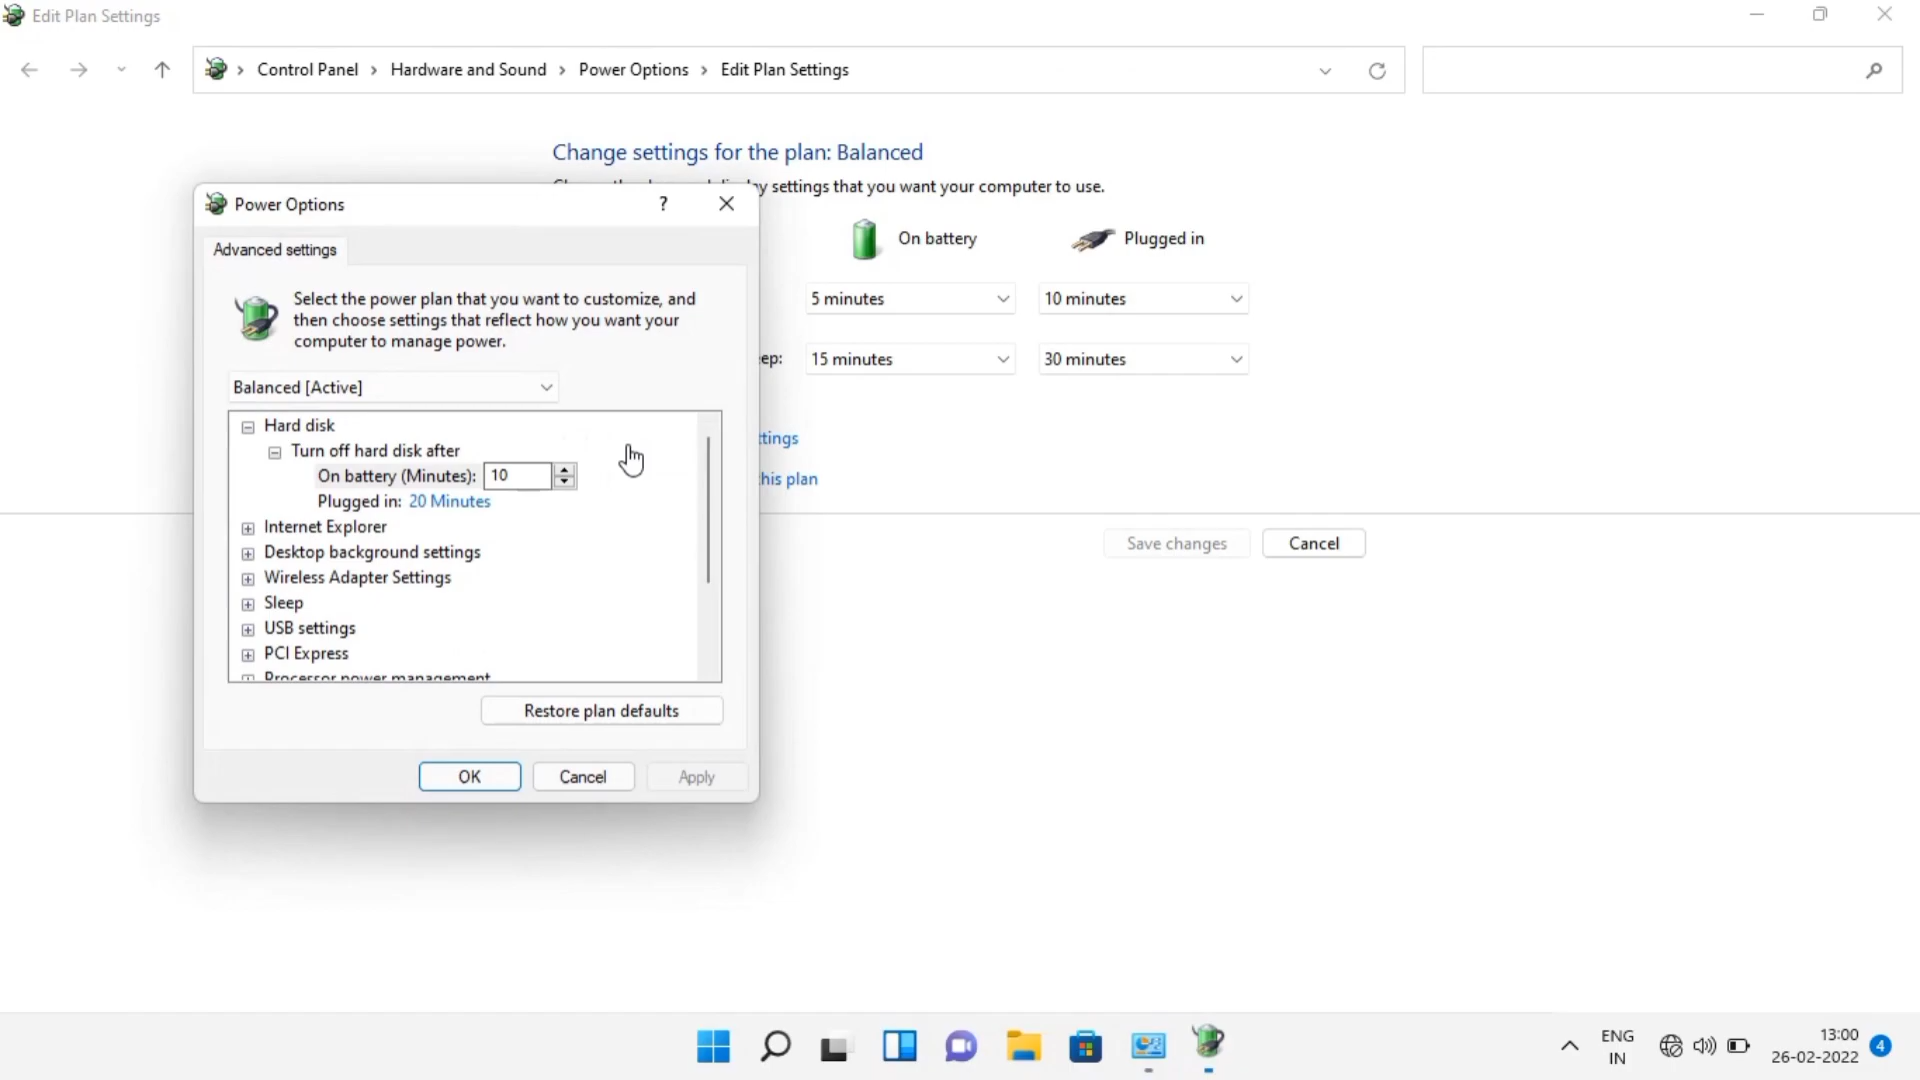 Edit Plan Settings
Control Panel > Hardware and Sound > Power Options > Edit Plan Settings
Change settings for the plan: Balanced
settings that you want your computer to use.
On battery
Plugged in
5 minutes
10 minutes
eep:
15 minutes
30 minutes
ttings
his plan
Save changes
Cancel
Power Options
?
Advanced settings
Select the power plan that you want to customize, and
then choose settings that reflect how you want your
computer to manage power.
Balanced [Active]
Hard disk
Turn off hard disk after
On battery (Minutes): 10
Plugged in: 20 Minutes
Internet Explorer
Desktop background settings
Wireless Adapter Settings
Sleep
USB settings
PCI Express
Processor power management
Restore plan defaults
OK
Cancel
Apply
ENG
IN
13:00
26-02-2022
4